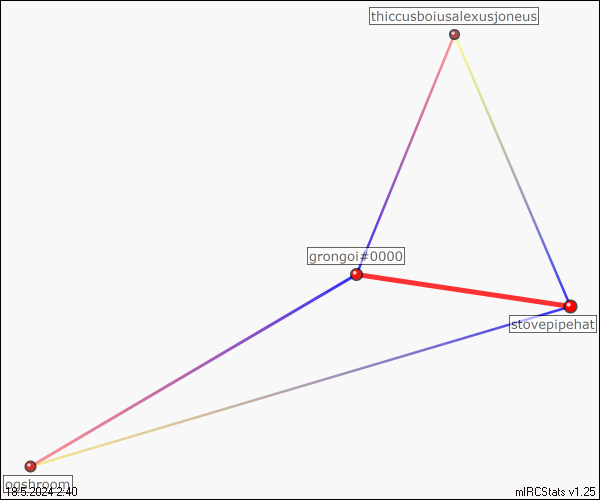 thiccusboiusalexusjoneus
grongoi#0000
stovepipehat
ogshroom
18.5.2024 2:40
mIRCStats v1.25